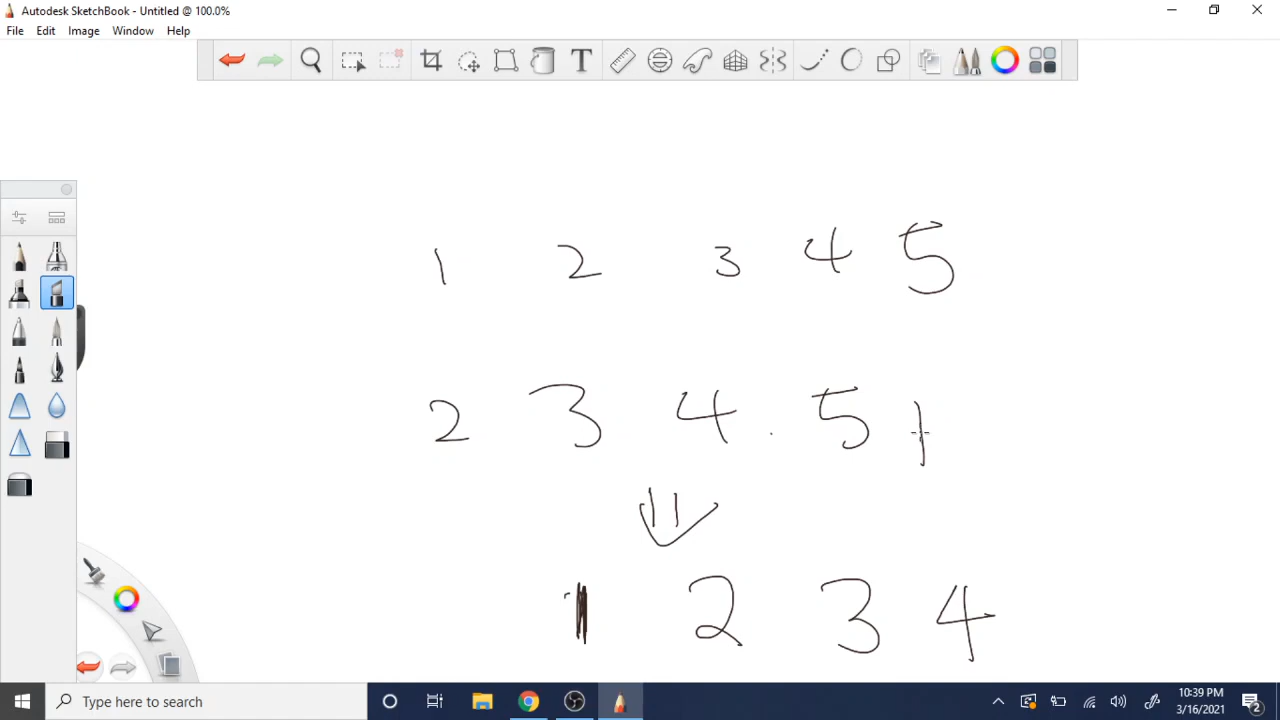 Autodesk SketchBook - Untitled @ 100.0%
File Edit Image Window Help
T
1 2 3 4 5
2 3 4 . 5 1
1 2 3 4
Type here to search
10:39 PM
3/16/2021
2